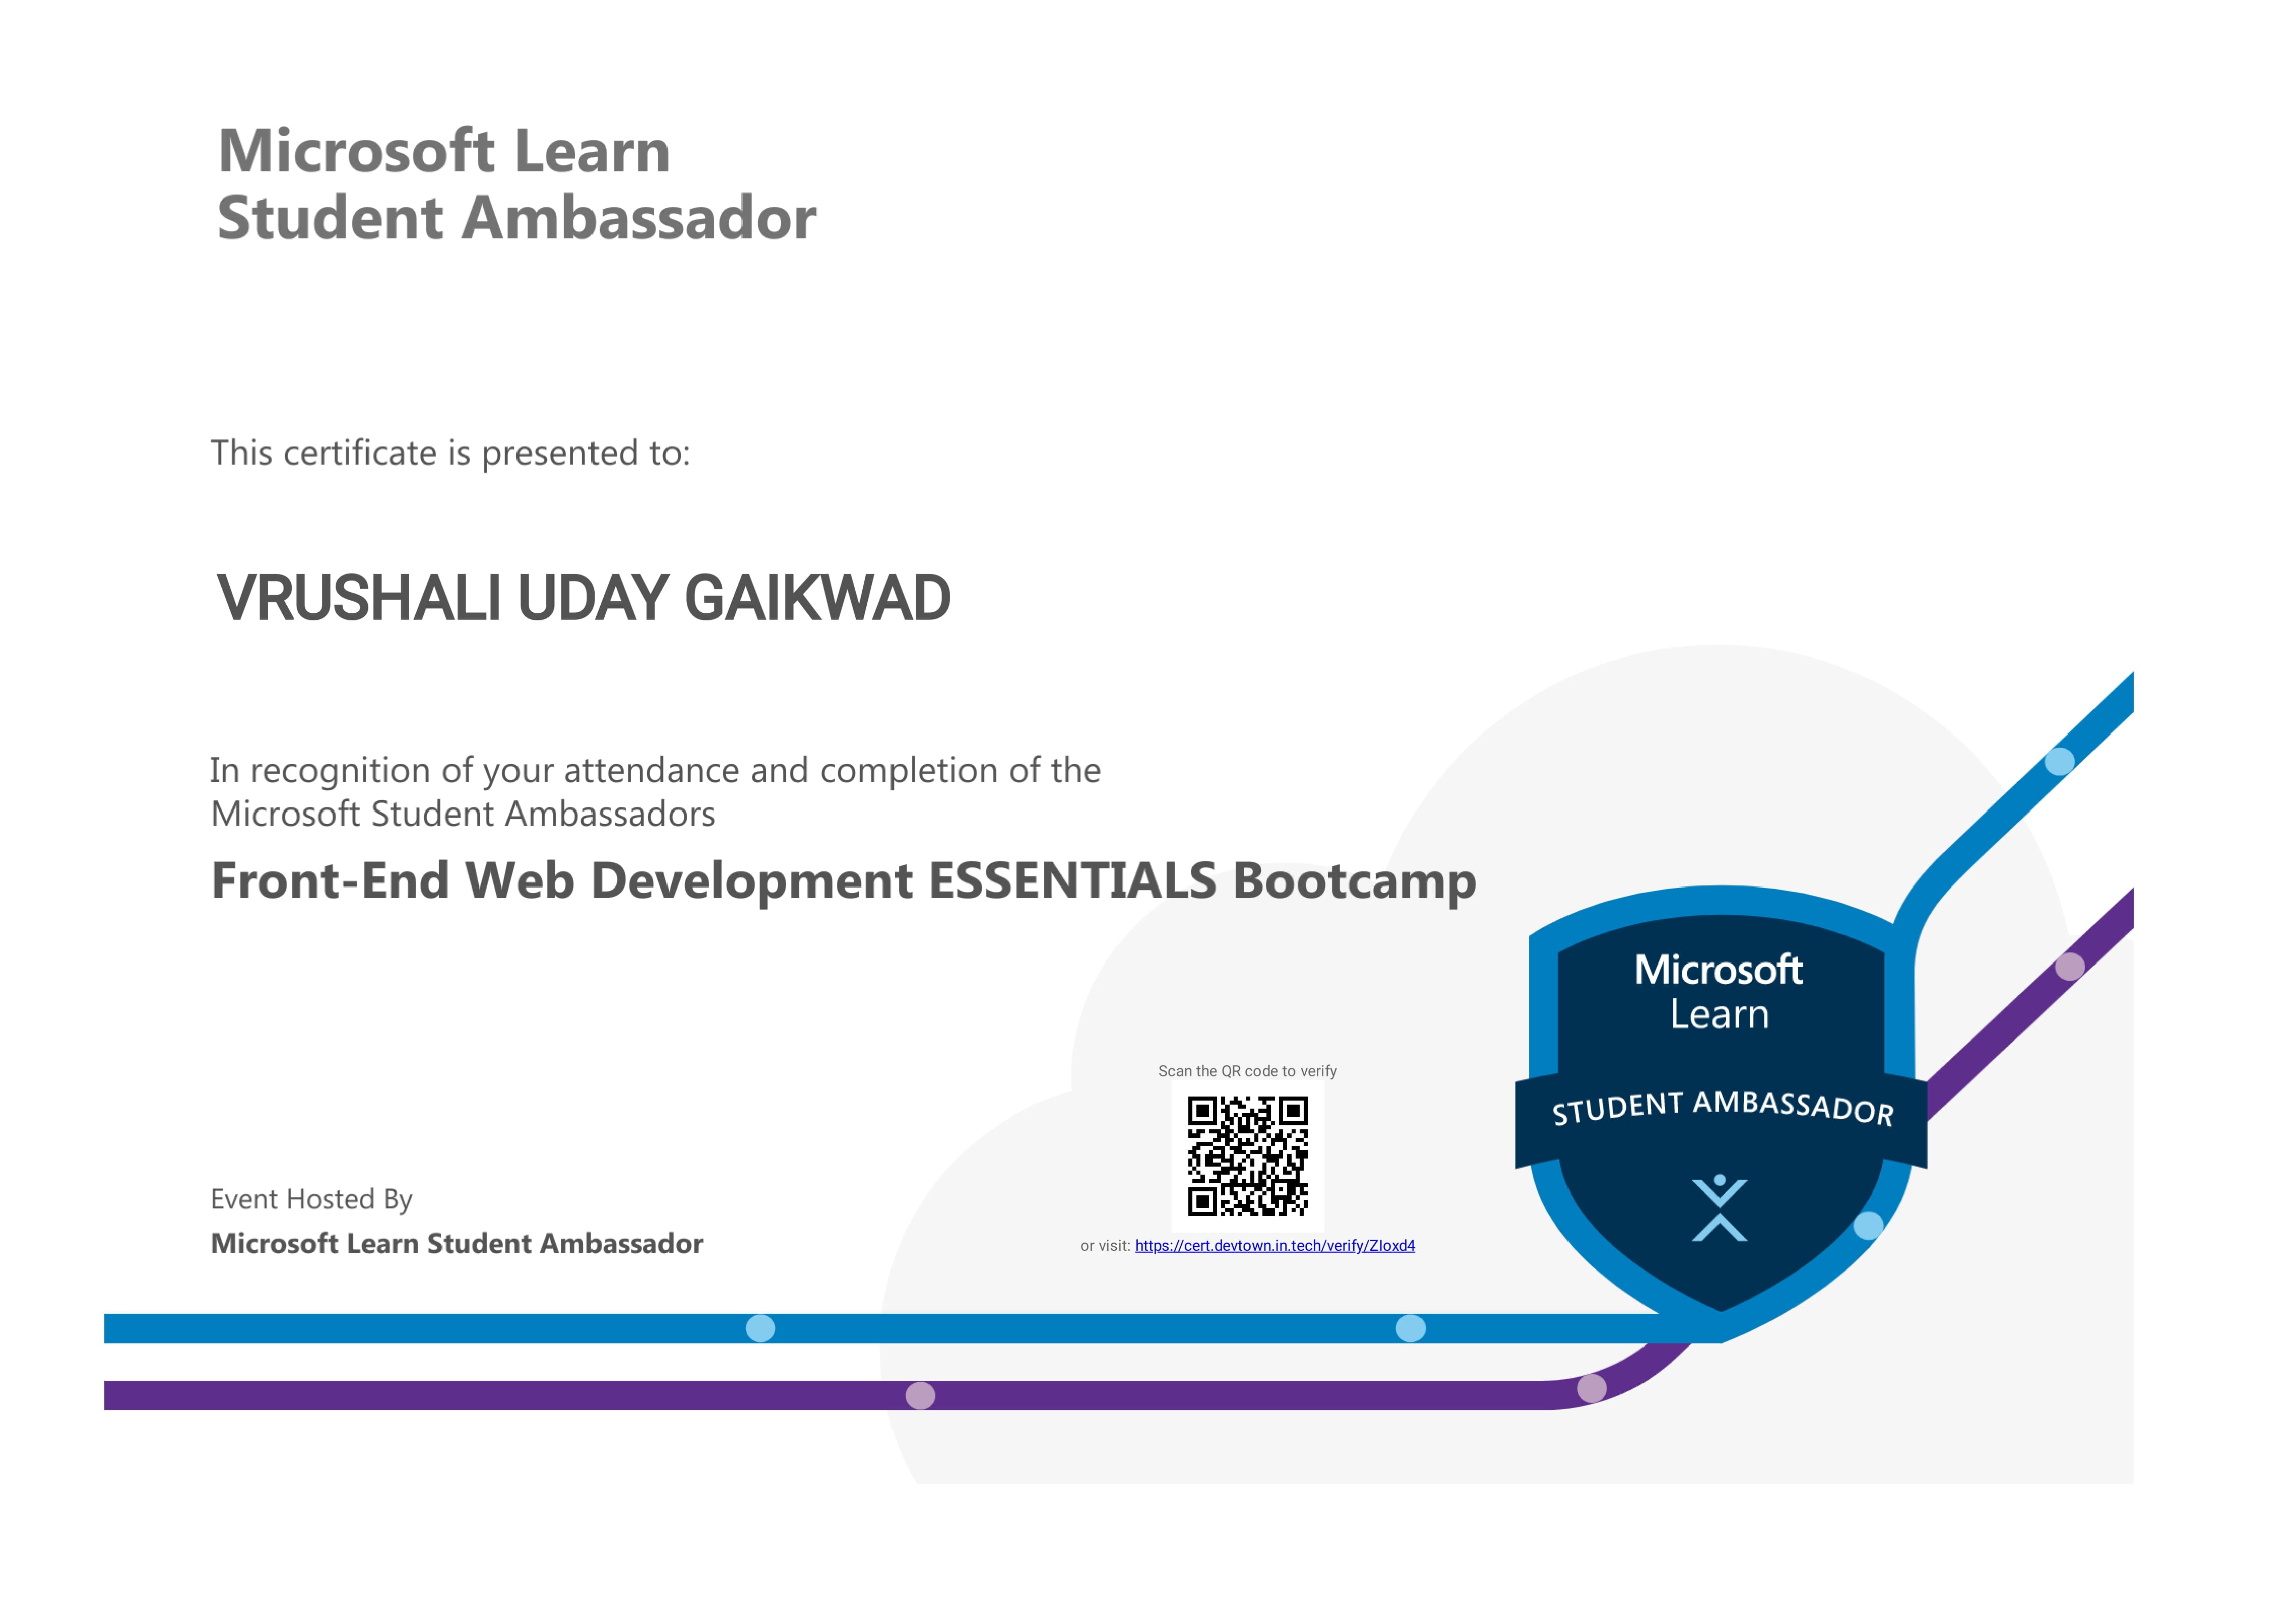 Microsoft Learn
Student Ambassador
This certificate is presented to:
VRUSHALI UDAY GAIKWAD
In recognition of your attendance and completion of the
Microsoft Student Ambassadors
Front-End Web Development ESSENTIALS Bootcamp
Microsoft
Learn
STUDENT AMBASSADOR
Scan the QR code to verify
or visit: https://cert.devtown.in.tech/verify/ZIoxd4
Event Hosted By
Microsoft Learn Student Ambassador